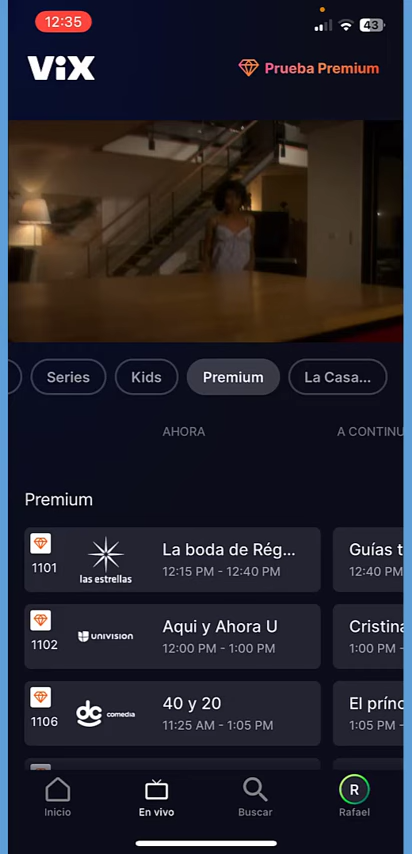 12:35
43
ViX
Prueba Premium
Series
Kids
Premium
La Casa...
AHORA
A CONTINU
Premium
1101
las estrellas
La boda de Rég...
12:15 PM - 12:40 PM
Guías t
12:40 PM
1102
UNIVISION
Aqui y Ahora U
12:00 PM - 1:00 PM
Cristina
1:00 PM -
1106
dc comedia
40 y 20
11:25 AM - 1:05 PM
El prínc
1:05 PM -
Inicio
En vivo
Buscar
R
Rafael